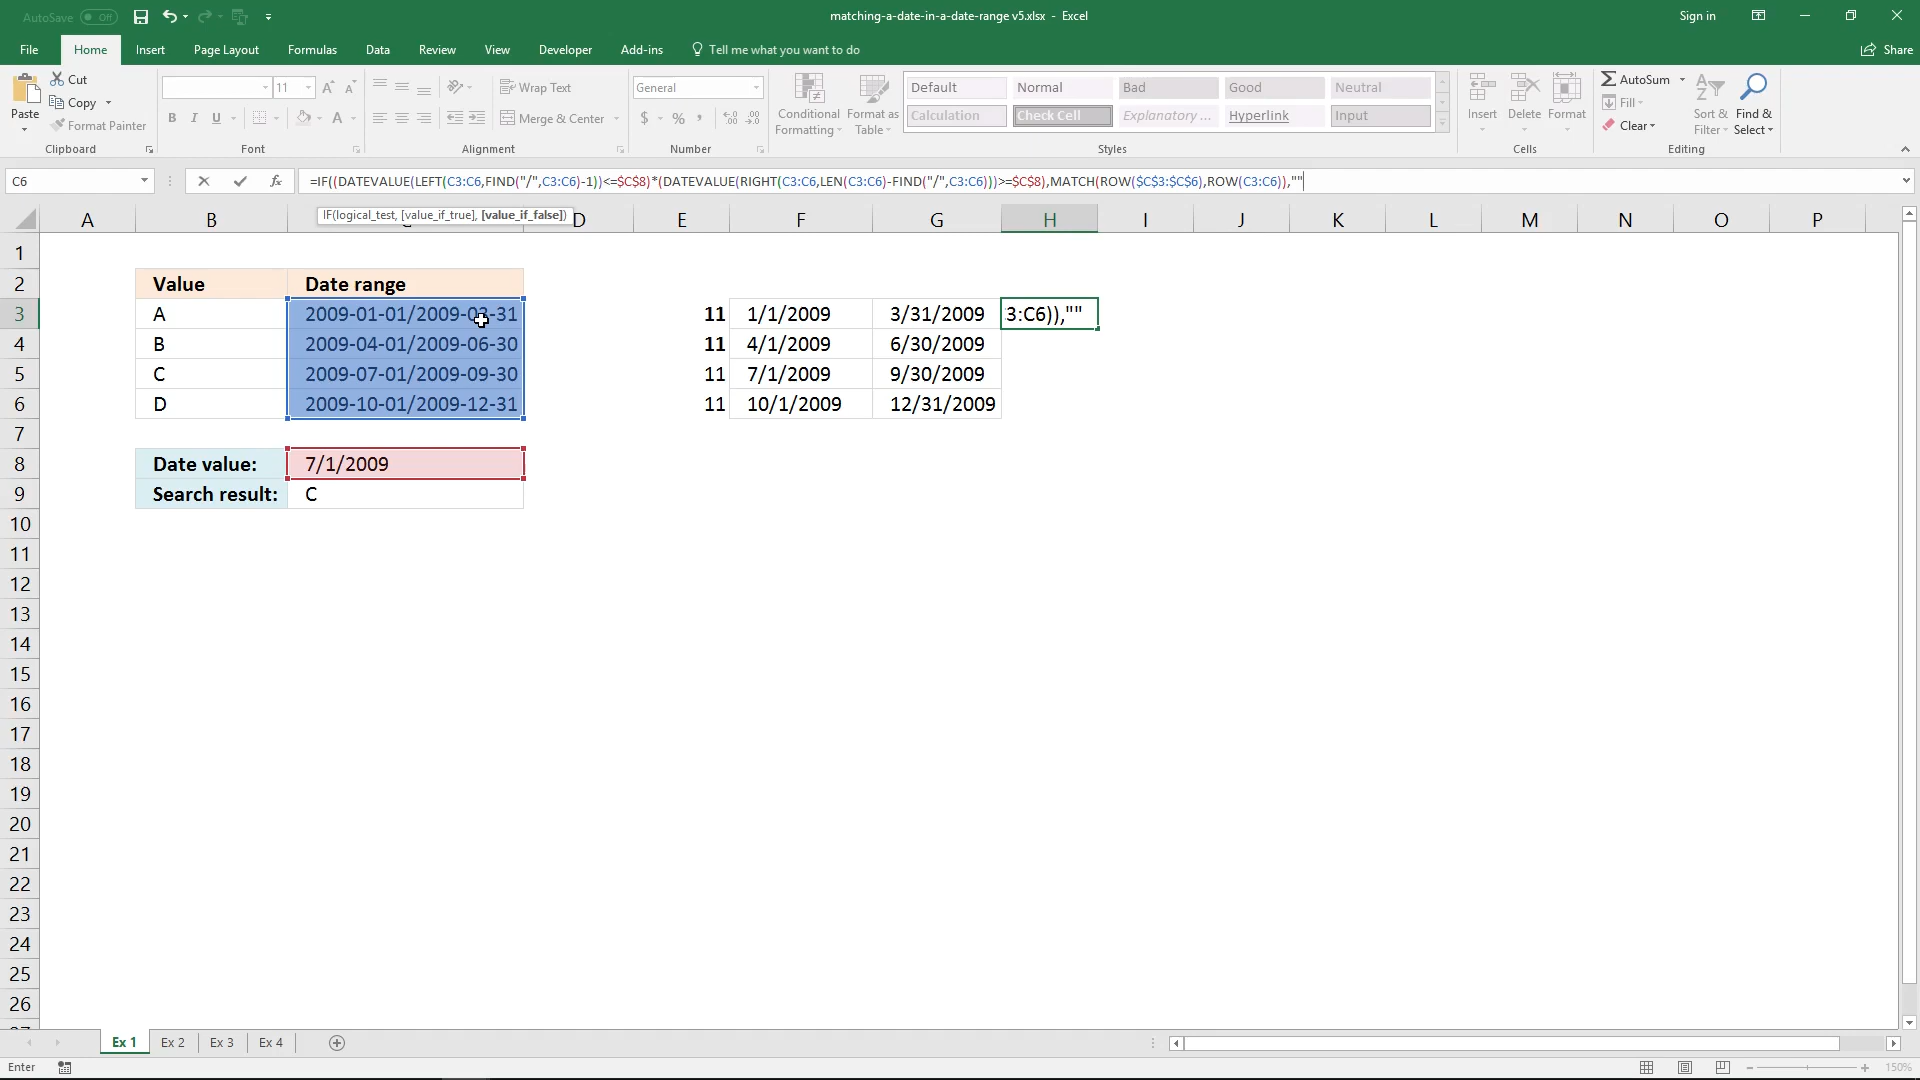 AutoSave Off matching-a-date-in-a-date-range v5.xlsx - Excel Sign in
File Home Insert Page Layout Formulas Data Review View Developer Add-ins Tell me what you want to do Share
Paste Cut Copy Format Painter Clipboard
11 B I U A Font
Wrap Text Merge & Center Alignment
General $ % , Number
Conditional Formatting Format as Table
Default Normal Bad Good Neutral
Calculation Check Cell Explanatory ... Hyperlink Input
Styles
Insert Delete Format Cells
AutoSum Fill Clear Sort & Filter Find & Select Editing
C6 fx =IF((DATEVALUE(LEFT(C3:C6,FIND("/",C3:C6)-1))<=$C$8)*(DATEVALUE(RIGHT(C3:C6,LEN(C3:C6)-FIND("/",C3:C6)))>=$C$8),MATCH(ROW($C$3:$C$6),ROW(C3:C6)),""
IF(logical_test, [value_if_true], [value_if_false])
A B D E F G H I J K L M N O P
1
2 Value Date range
3 A 2009-01-01/2009-03-31 11 1/1/2009 3/31/2009 3:C6)),""
4 B 2009-04-01/2009-06-30 11 4/1/2009 6/30/2009
5 C 2009-07-01/2009-09-30 11 7/1/2009 9/30/2009
6 D 2009-10-01/2009-12-31 11 10/1/2009 12/31/2009
7
8 Date value: 7/1/2009
9 Search result: C
10
11
12
13
14
15
16
17
18
19
20
21
22
23
24
25
26
Ex 1 Ex 2 Ex 3 Ex 4
Enter 150%